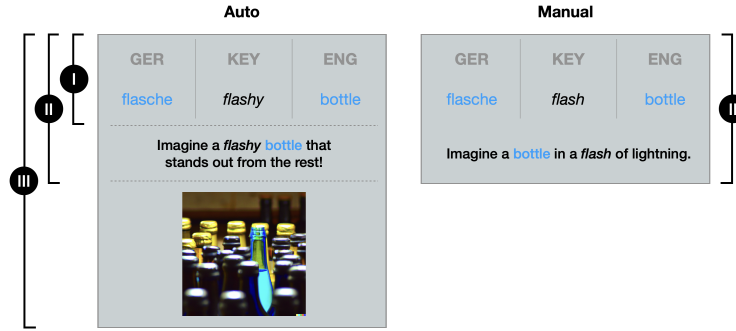 Auto
Manual
GER KEY ENG
flasche flashy bottle
Imagine a flashy bottle that
stands out from the rest!
I
II
III
GER KEY ENG
flasche flash bottle
Imagine a bottle in a flash of lightning.